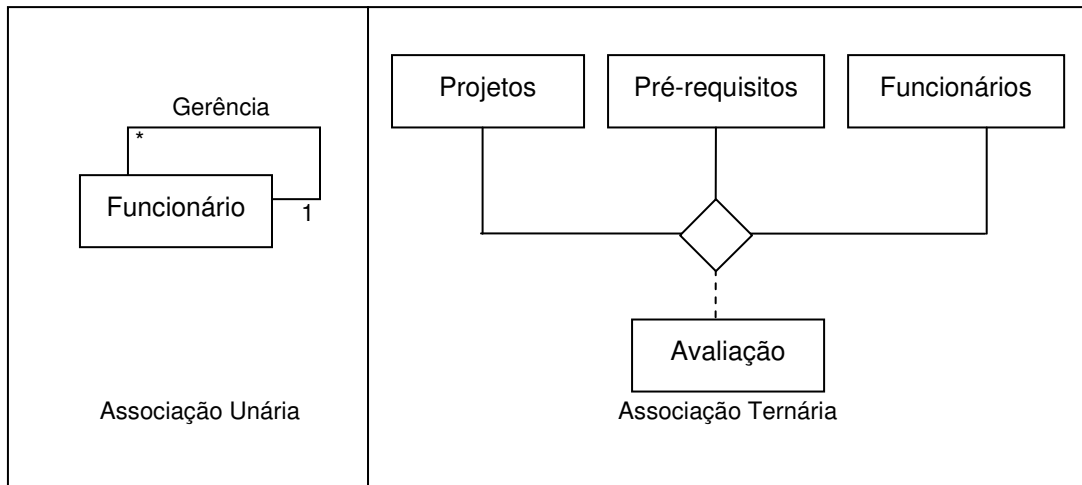 Gerência
*
Funcionário
1
Associação Unária
Projetos
Pré-requisitos
Funcionários
Avaliação
Associação Ternária